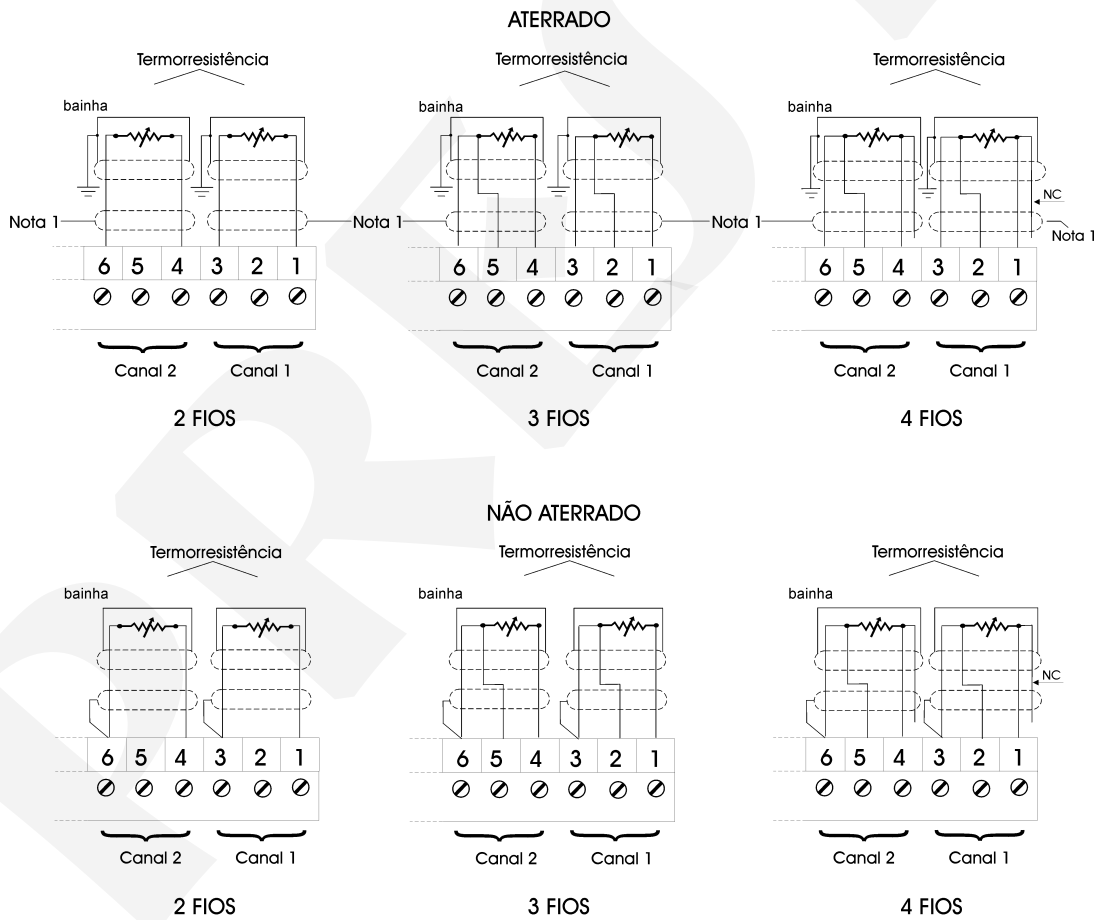 ATERRADO
Termorresistência Termorresistência Termorresistência
bainha bainha bainha
NC
Nota 1 Nota 1 Nota 1 Nota 1
6 5 4 3 2 1 6 5 4 3 2 1 6 5 4 3 2 1
Canal 2 Canal 1 Canal 2 Canal 1 Canal 2 Canal 1
2 FIOS 3 FIOS 4 FIOS
NÃO ATERRADO
Termorresistência Termorresistência Termorresistência
bainha bainha bainha
NC
6 5 4 3 2 1 6 5 4 3 2 1 6 5 4 3 2 1
Canal 2 Canal 1 Canal 2 Canal 1 Canal 2 Canal 1
2 FIOS 3 FIOS 4 FIOS